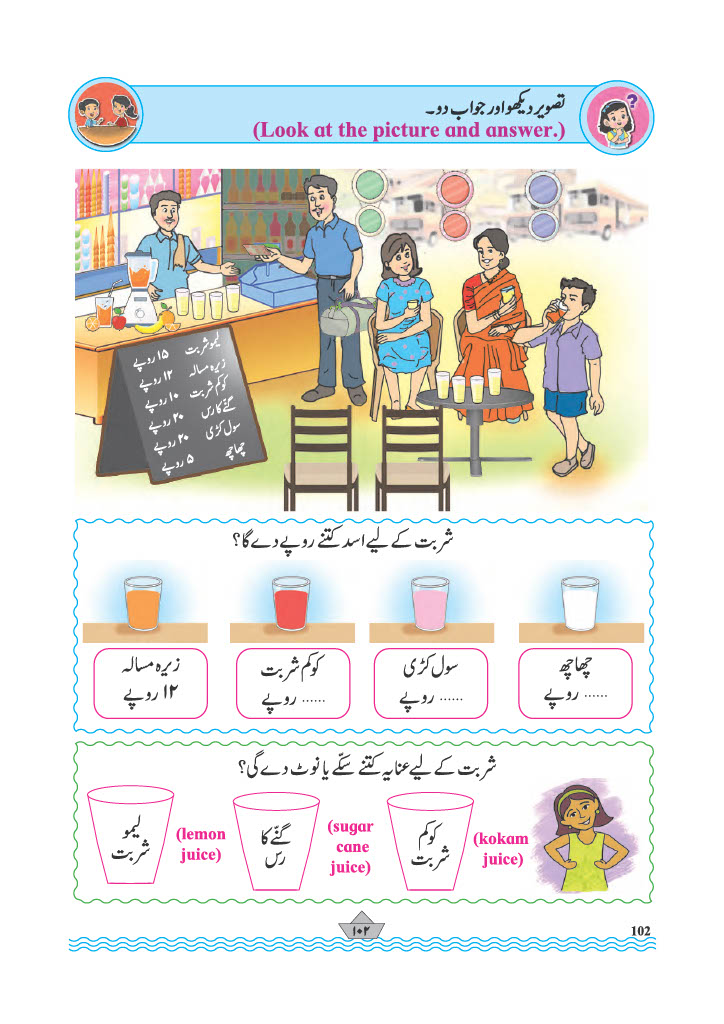 تصویر دیکھو اور جواب دو۔
(Look at the picture and answer.)
?
لیمو شربت ۱۵ روپے
زیرہ مسالہ ۱۲ روپے
کوکم شربت ۱۰ روپے
گنے کا رس ۲۰ روپے
سول کڑی ۲۰ روپے
چھاچھ ۵ روپے
شربت کے لیے اسد کتنے روپے دے گا؟
چھاچھ
...... روپے
سول کڑی
...... روپے
کوکم شربت
...... روپے
زیرہ مسالہ
۱۲ روپے
شربت کے لیے عنایہ کتنے سکّے یا نوٹ دے گی؟
کوکم
شربت
(kokam
juice)
گنّے کا
رس
(sugar
cane
juice)
لیمو
شربت
(lemon
juice)
۱۰۲
102